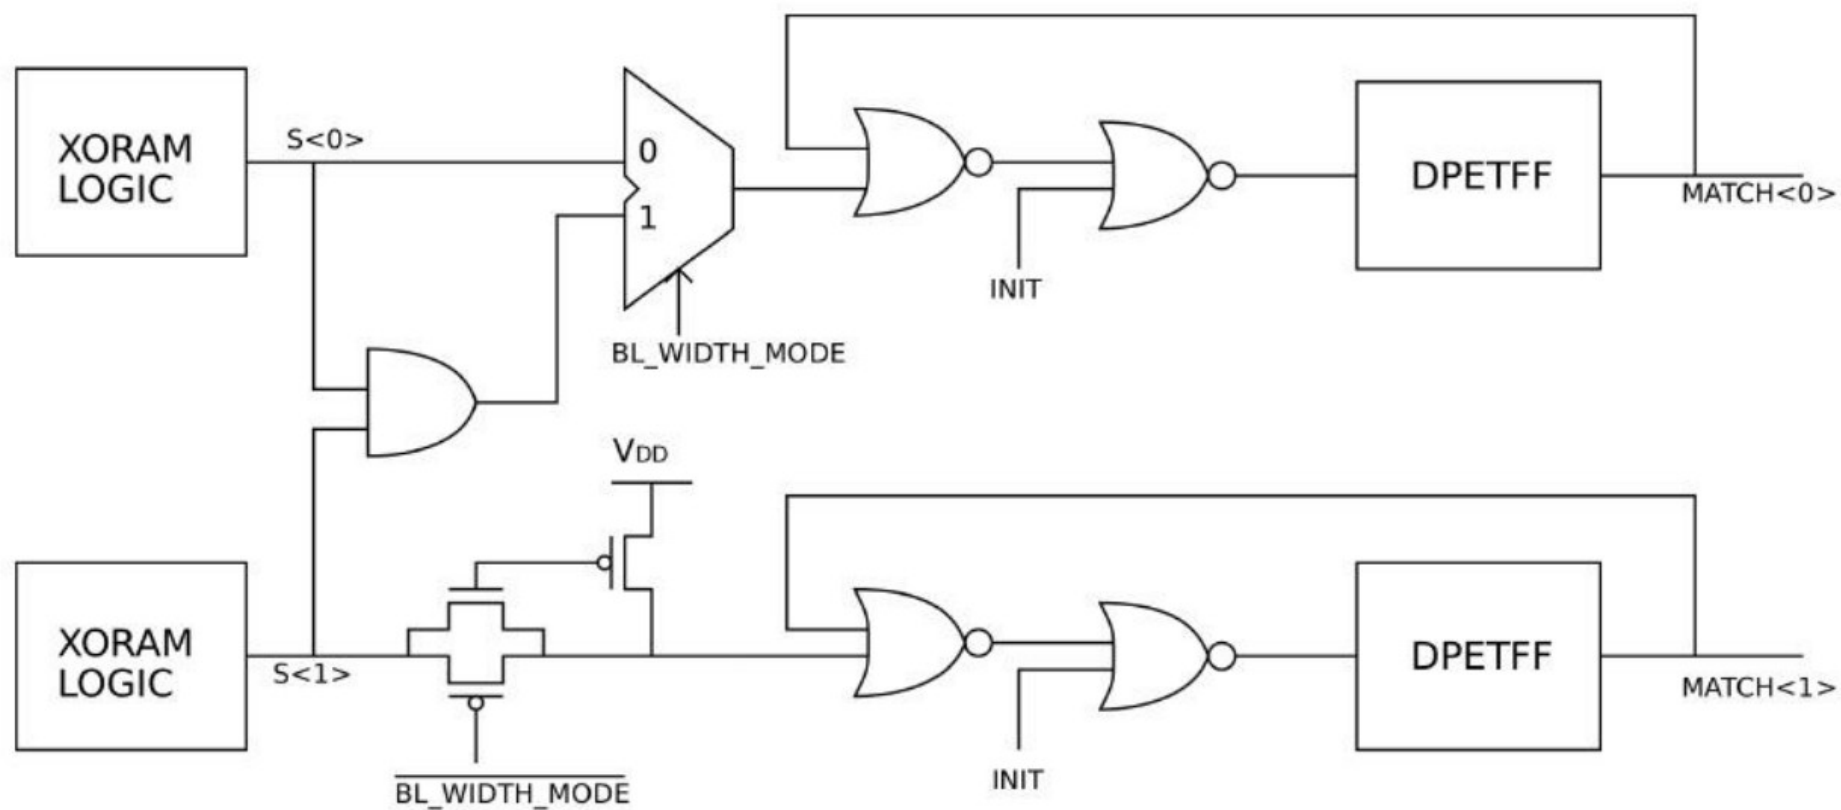 XORAM
LOGIC
S<0>
0
1
BL_WIDTH_MODE
INIT
DPETFF
MATCH<0>
VDD
XORAM
LOGIC
S<1>
BL_WIDTH_MODE
INIT
DPETFF
MATCH<1>